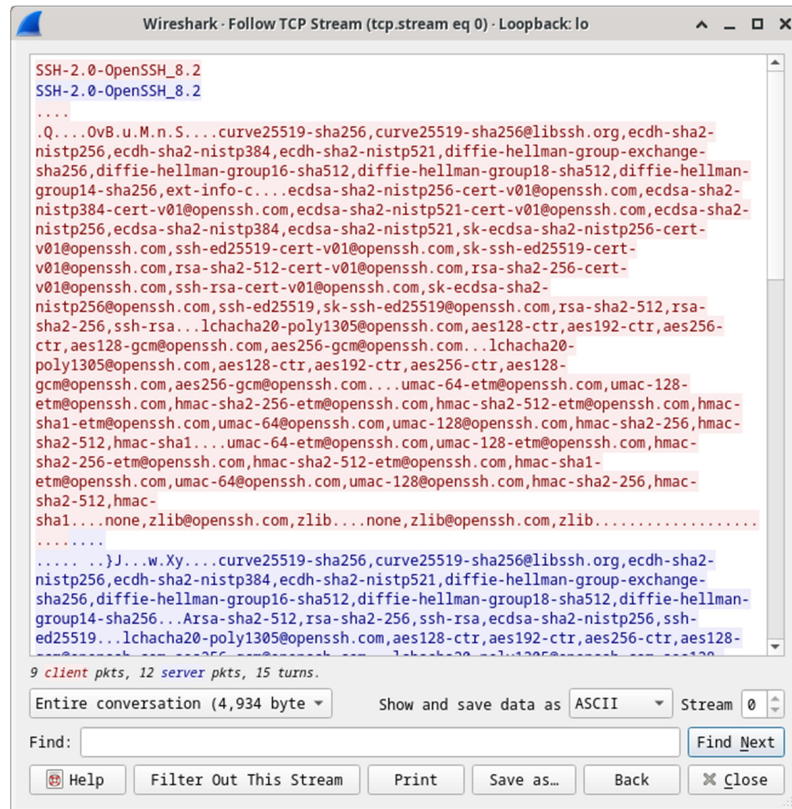 Wireshark · Follow TCP Stream (tcp.stream eq 0) · Loopback: lo
SSH-2.0-OpenSSH_8.2
SSH-2.0-OpenSSH_8.2
....
.Q....OvB.u.M.n.S....curve25519-sha256,curve25519-sha256@libssh.org,ecdh-sha2-
nistp256,ecdh-sha2-nistp384,ecdh-sha2-nistp521,diffie-hellman-group-exchange-
sha256,diffie-hellman-group16-sha512,diffie-hellman-group18-sha512,diffie-hellman-
group14-sha256,ext-info-c....ecdsa-sha2-nistp256-cert-v01@openssh.com,ecdsa-sha2-
nistp384-cert-v01@openssh.com,ecdsa-sha2-nistp521-cert-v01@openssh.com,ecdsa-sha2-
nistp256,ecdsa-sha2-nistp384,ecdsa-sha2-nistp521,sk-ecdsa-sha2-nistp256-cert-
v01@openssh.com,ssh-ed25519-cert-v01@openssh.com,sk-ssh-ed25519-cert-
v01@openssh.com,rsa-sha2-512-cert-v01@openssh.com,rsa-sha2-256-cert-
v01@openssh.com,ssh-rsa-cert-v01@openssh.com,sk-ecdsa-sha2-
nistp256@openssh.com,ssh-ed25519,sk-ssh-ed25519@openssh.com,rsa-sha2-512,rsa-
sha2-256,ssh-rsa...lchacha20-poly1305@openssh.com,aes128-ctr,aes192-ctr,aes256-
ctr,aes128-gcm@openssh.com,aes256-gcm@openssh.com...lchacha20-
poly1305@openssh.com,aes128-ctr,aes192-ctr,aes256-ctr,aes128-
gcm@openssh.com,aes256-gcm@openssh.com....umac-64-etm@openssh.com,umac-128-
etm@openssh.com,hmac-sha2-256-etm@openssh.com,hmac-sha2-512-etm@openssh.com,hmac-
sha1-etm@openssh.com,umac-64@openssh.com,umac-128@openssh.com,hmac-sha2-256,hmac-
sha2-512,hmac-sha1....umac-64-etm@openssh.com,umac-128-etm@openssh.com,hmac-
sha2-256-etm@openssh.com,hmac-sha2-512-etm@openssh.com,hmac-sha1-
etm@openssh.com,umac-64@openssh.com,umac-128@openssh.com,hmac-sha2-256,hmac-
sha2-512,hmac-
sha1....none,zlib@openssh.com,zlib....none,zlib@openssh.com,zlib...................
........
..... ..}J...w.Xy....curve25519-sha256,curve25519-sha256@libssh.org,ecdh-sha2-
nistp256,ecdh-sha2-nistp384,ecdh-sha2-nistp521,diffie-hellman-group-exchange-
sha256,diffie-hellman-group16-sha512,diffie-hellman-group18-sha512,diffie-hellman-
group14-sha256...Arsa-sha2-512,rsa-sha2-256,ssh-rsa,ecdsa-sha2-nistp256,ssh-
ed25519...lchacha20-poly1305@openssh.com,aes128-ctr,aes192-ctr,aes256-ctr,aes128-
9 client pkts, 12 server pkts, 15 turns.
Entire conversation (4,934 byte Show and save data as ASCII Stream 0
Find: Find Next
Help Filter Out This Stream Print Save as… Back Close